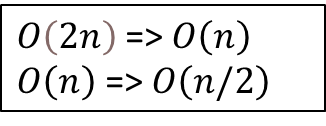 O(2n) => O(n)
O(n) => O(n/2)